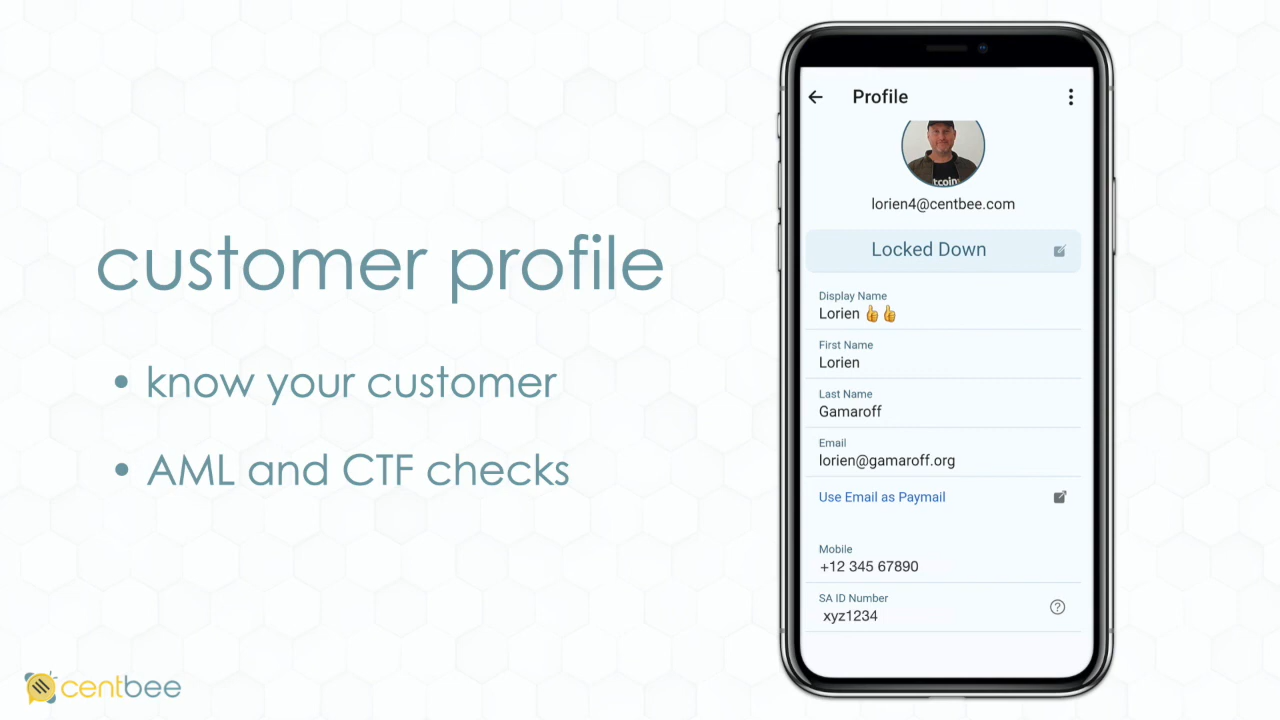 customer profile
• know your customer
• AML and CTF checks
centbee
Profile
tcoin
lorien4@centbee.com
Locked Down
Display Name
Lorien 👍👍
First Name
Lorien
Last Name
Gamaroff
Email
lorien@gamaroff.org
Use Email as Paymail
Mobile
+12 345 67890
SA ID Number
xyz1234